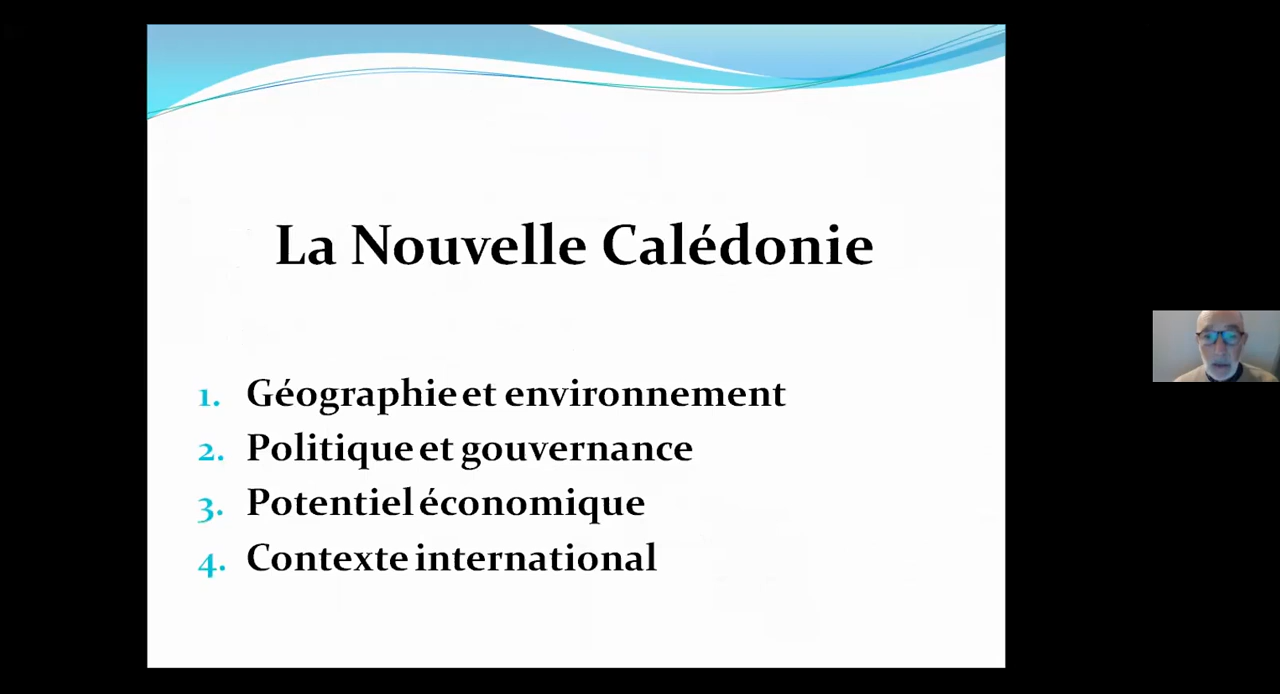 La Nouvelle Calédonie
1. Géographie et environnement
2. Politique et gouvernance
3. Potentiel économique
4. Contexte international